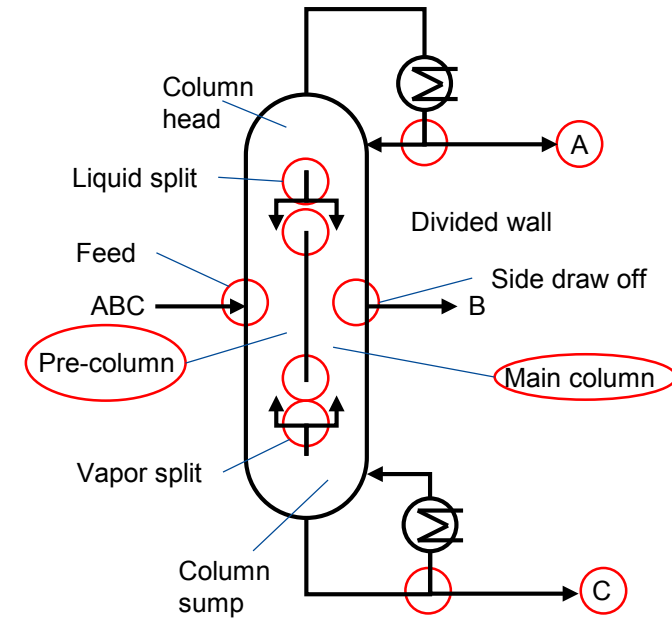 Column
head
A
Liquid split
Divided wall
Feed
Side draw off
ABC
B
Pre-column
Main column
Vapor split
Column
sump
C